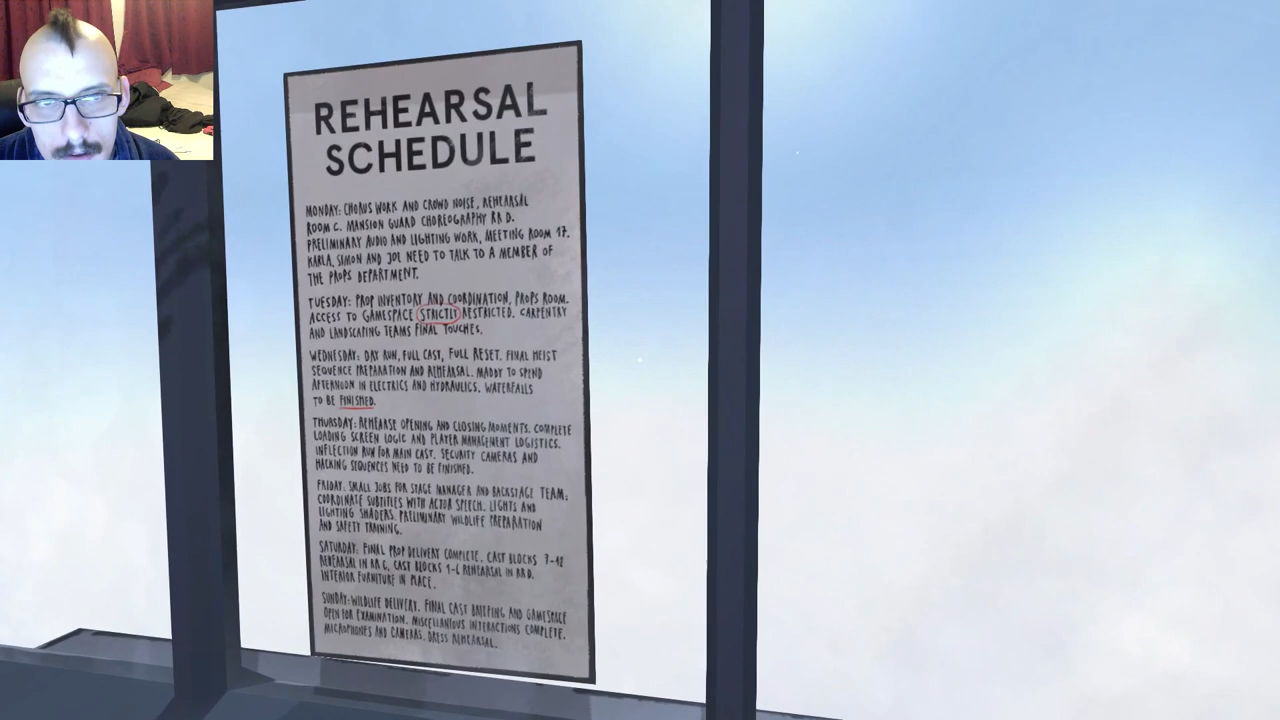 REHEARSAL
SCHEDULE
MONDAY: CHORUS WORK AND CROWD NOISE, REHEARSAL
ROOM C. MANSION GUARD CHOREOGRAPHY RR D.
PRELIMINARY AUDIO AND LIGHTING WORK, MEETING ROOM 17.
KARLA, SIMON AND JOE NEED TO TALK TO A MEMBER OF
THE PROPS DEPARTMENT.
TUESDAY: PROP INVENTORY AND COORDINATION, PROPS ROOM.
ACCESS TO GAMESPACE STRICTLY RESTRICTED. CARPENTRY
AND LANDSCAPING TEAMS FINAL TOUCHES.
WEDNESDAY: DAY RUN, FULL CAST, FULL RESET. FINAL HEIST
SEQUENCE PREPARATION AND REHEARSAL. MADDY TO SPEND
AFTERNOON IN ELECTRICS AND HYDRAULICS. WATERFALLS
TO BE FINISHED.
THURSDAY: REHEARSE OPENING AND CLOSING MOMENTS. COMPLETE
LOADING SCREEN LOGIC AND PLAYER MANAGEMENT LOGISTICS.
INFLECTION RUN FOR MAIN CAST. SECURITY CAMERAS AND
HACKING SEQUENCES NEED TO BE FINISHED.
FRIDAY. SMALL JOBS FOR STAGE MANAGER AND BACKSTAGE TEAM.
COORDINATE SUBTITLES WITH ACTOR SPEECH. LIGHTS AND
LIGHTING SHADERS. PRELIMINARY WILDLIFE PREPARATION
AND SAFETY TRAINING.
SATURDAY: FINAL PROP DELIVERY COMPLETE. CAST BLOCKS 7-12
REHEARSAL IN RR C. CAST BLOCKS 1-6 REHEARSAL IN RR D.
INTERIOR FURNITURE IN PLACE.
SUNDAY: WILDLIFE DELIVERY. FINAL CAST BRIEFING AND GAMESPACE
OPEN FOR EXAMINATION. MISCELLANEOUS INTERACTIONS COMPLETE.
MICROPHONES AND CAMERAS. DRESS REHEARSAL.